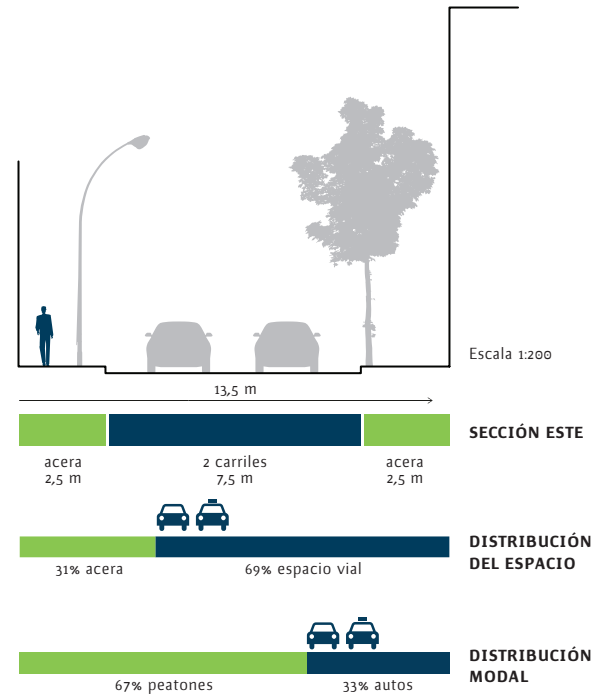 Escala 1:200
13,5 m
SECCIÓN ESTE
acera
2,5 m
2 carriles
7,5 m
acera
2,5 m
DISTRIBUCIÓN
DEL ESPACIO
31% acera
69% espacio vial
DISTRIBUCIÓN
MODAL
67% peatones
33% autos